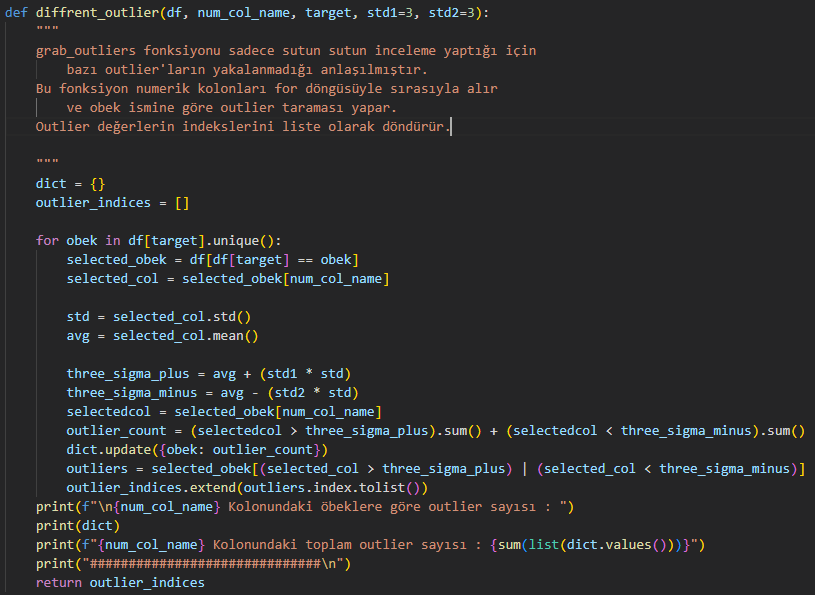 def diffrent_outlier(df, num_col_name, target, std1=3, std2=3):
"""
grab_outliers fonksiyonu sadece sutun sutun inceleme yaptığı için
bazı outlier'ların yakalanmadığı anlaşılmıştır.
Bu fonksiyon numerik kolonları for döngüsüyle sırasıyla alır
ve obek ismine göre outlier taraması yapar.
Outlier değerlerin indekslerini liste olarak döndürür.
"""
dict = {}
outlier_indices = []
for obek in df[target].unique():
selected_obek = df[df[target] == obek]
selected_col = selected_obek[num_col_name]
std = selected_col.std()
avg = selected_col.mean()
three_sigma_plus = avg + (std1 * std)
three_sigma_minus = avg - (std2 * std)
selectedcol = selected_obek[num_col_name]
outlier_count = (selectedcol > three_sigma_plus).sum() + (selectedcol < three_sigma_minus).sum()
dict.update({obek: outlier_count})
outliers = selected_obek[(selected_col > three_sigma_plus) | (selected_col < three_sigma_minus)]
outlier_indices.extend(outliers.index.tolist())
print(f"\n{num_col_name} Kolonundaki öbeklere göre outlier sayısı : ")
print(dict)
print(f"{num_col_name} Kolonundaki toplam outlier sayısı : {sum(list(dict.values()))}")
print("##############################\n")
return outlier_indices